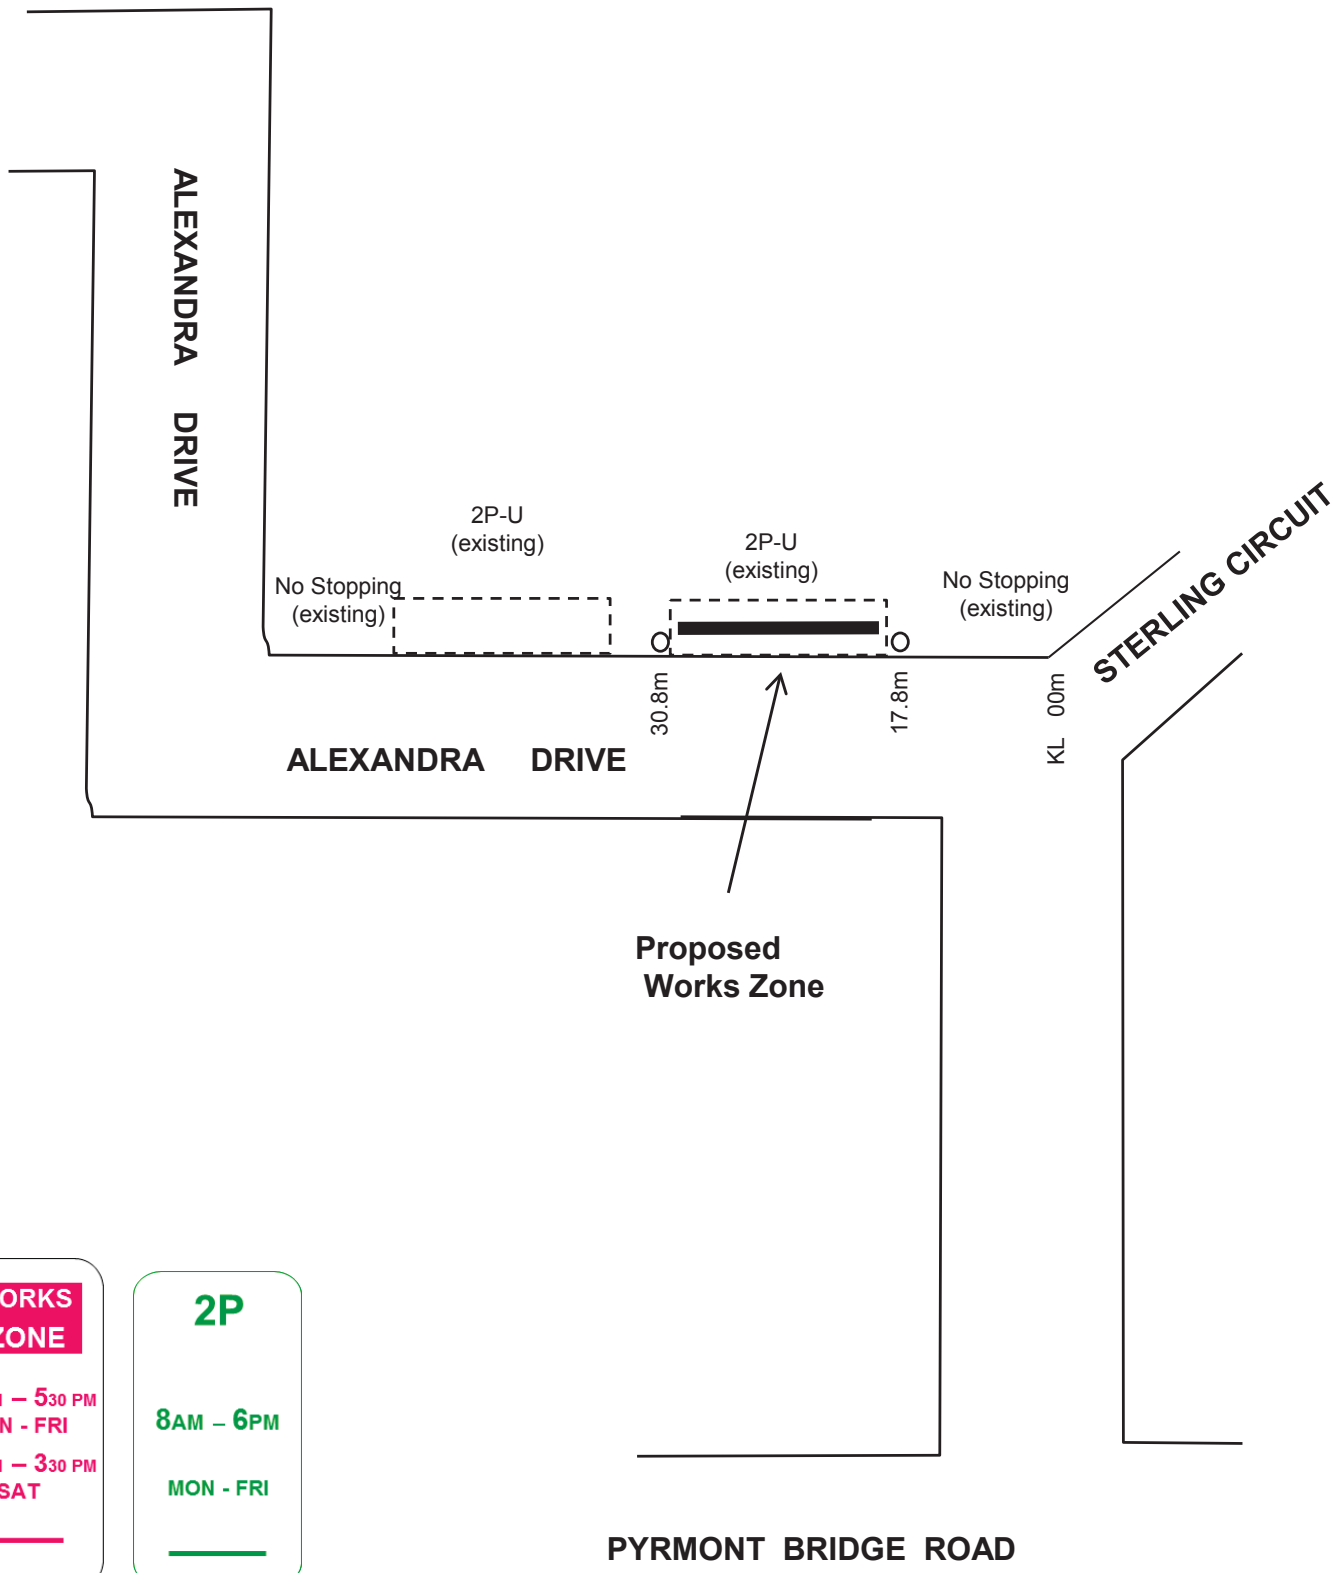 ALEXANDRA DRIVE
2P-U
(existing)
2P-U
(existing)
No Stopping
(existing)
No Stopping
(existing)
STERLING CIRCUIT
30.8m
17.8m
KL 00m
ALEXANDRA DRIVE
Proposed
Works Zone
ORKS
ZONE
– 530 PM
N - FRI
– 330 PM
SAT
2P
8AM – 6PM
MON - FRI
PYRMONT BRIDGE ROAD